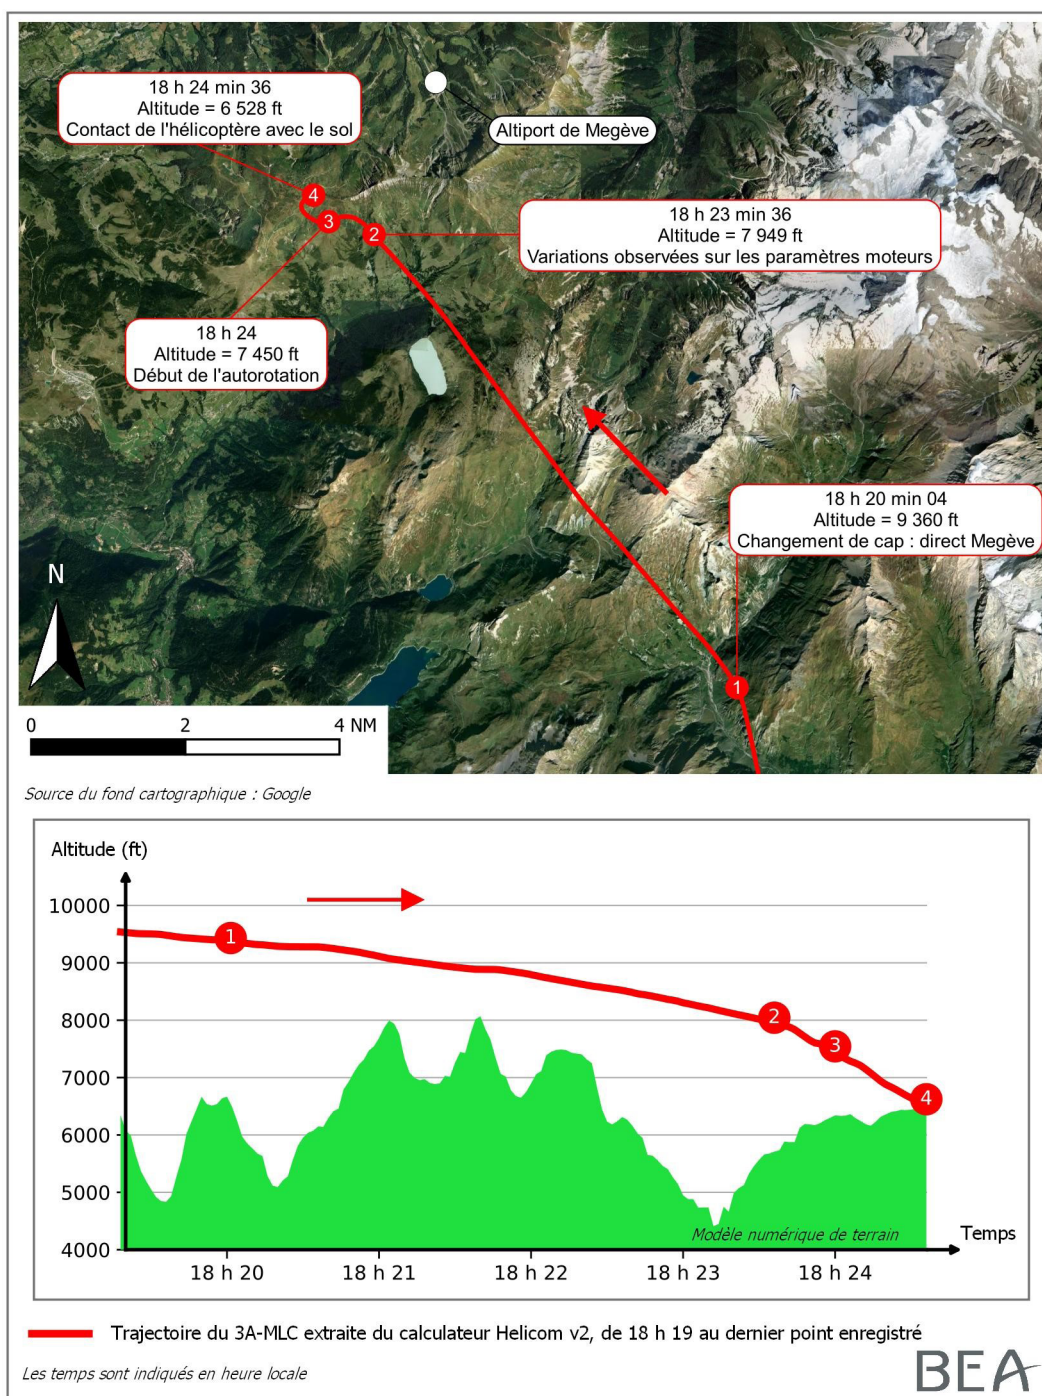 18 h 24 min 36
Altitude = 6 528 ft
Contact de l'hélicoptère avec le sol
Altiport de Megève
4
3
2
18 h 23 min 36
Altitude = 7 949 ft
Variations observées sur les paramètres moteurs
18 h 24
Altitude = 7 450 ft
Début de l'autorotation
18 h 20 min 04
Altitude = 9 360 ft
Changement de cap : direct Megève
N
1
0 2 4 NM
Source du fond cartographique : Google
Altitude (ft)
10000
9000
8000
7000
6000
5000
4000
1
2
3
4
Modèle numérique de terrain
Temps
18 h 20 18 h 21 18 h 22 18 h 23 18 h 24
Trajectoire du 3A-MLC extraite du calculateur Helicom v2, de 18 h 19 au dernier point enregistré
Les temps sont indiqués en heure locale
BEA